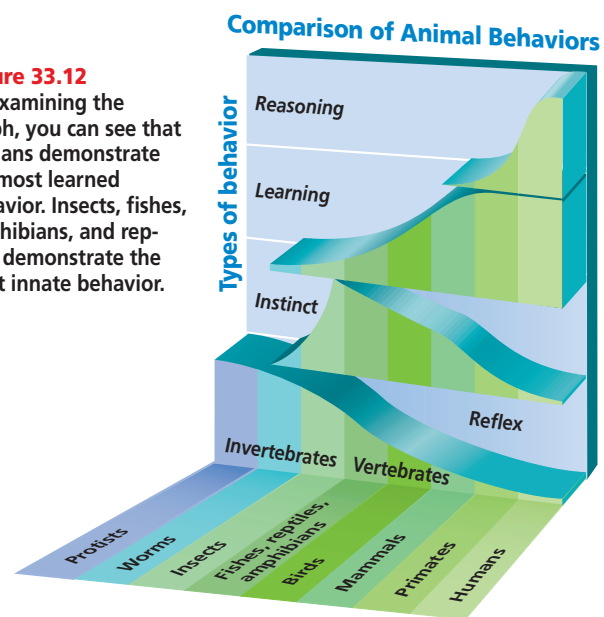 Comparison of Animal Behaviors
ure 33.12
xamining the
ph, you can see that
ans demonstrate
most learned
avior. Insects, fishes,
hibians, and rep-
demonstrate the
t innate behavior.
Types of behavior
Reasoning
Learning
Instinct
Reflex
Invertebrates
Vertebrates
Protists
Worms
Insects
Fishes, reptiles,
amphibians
Birds
Mammals
Primates
Humans